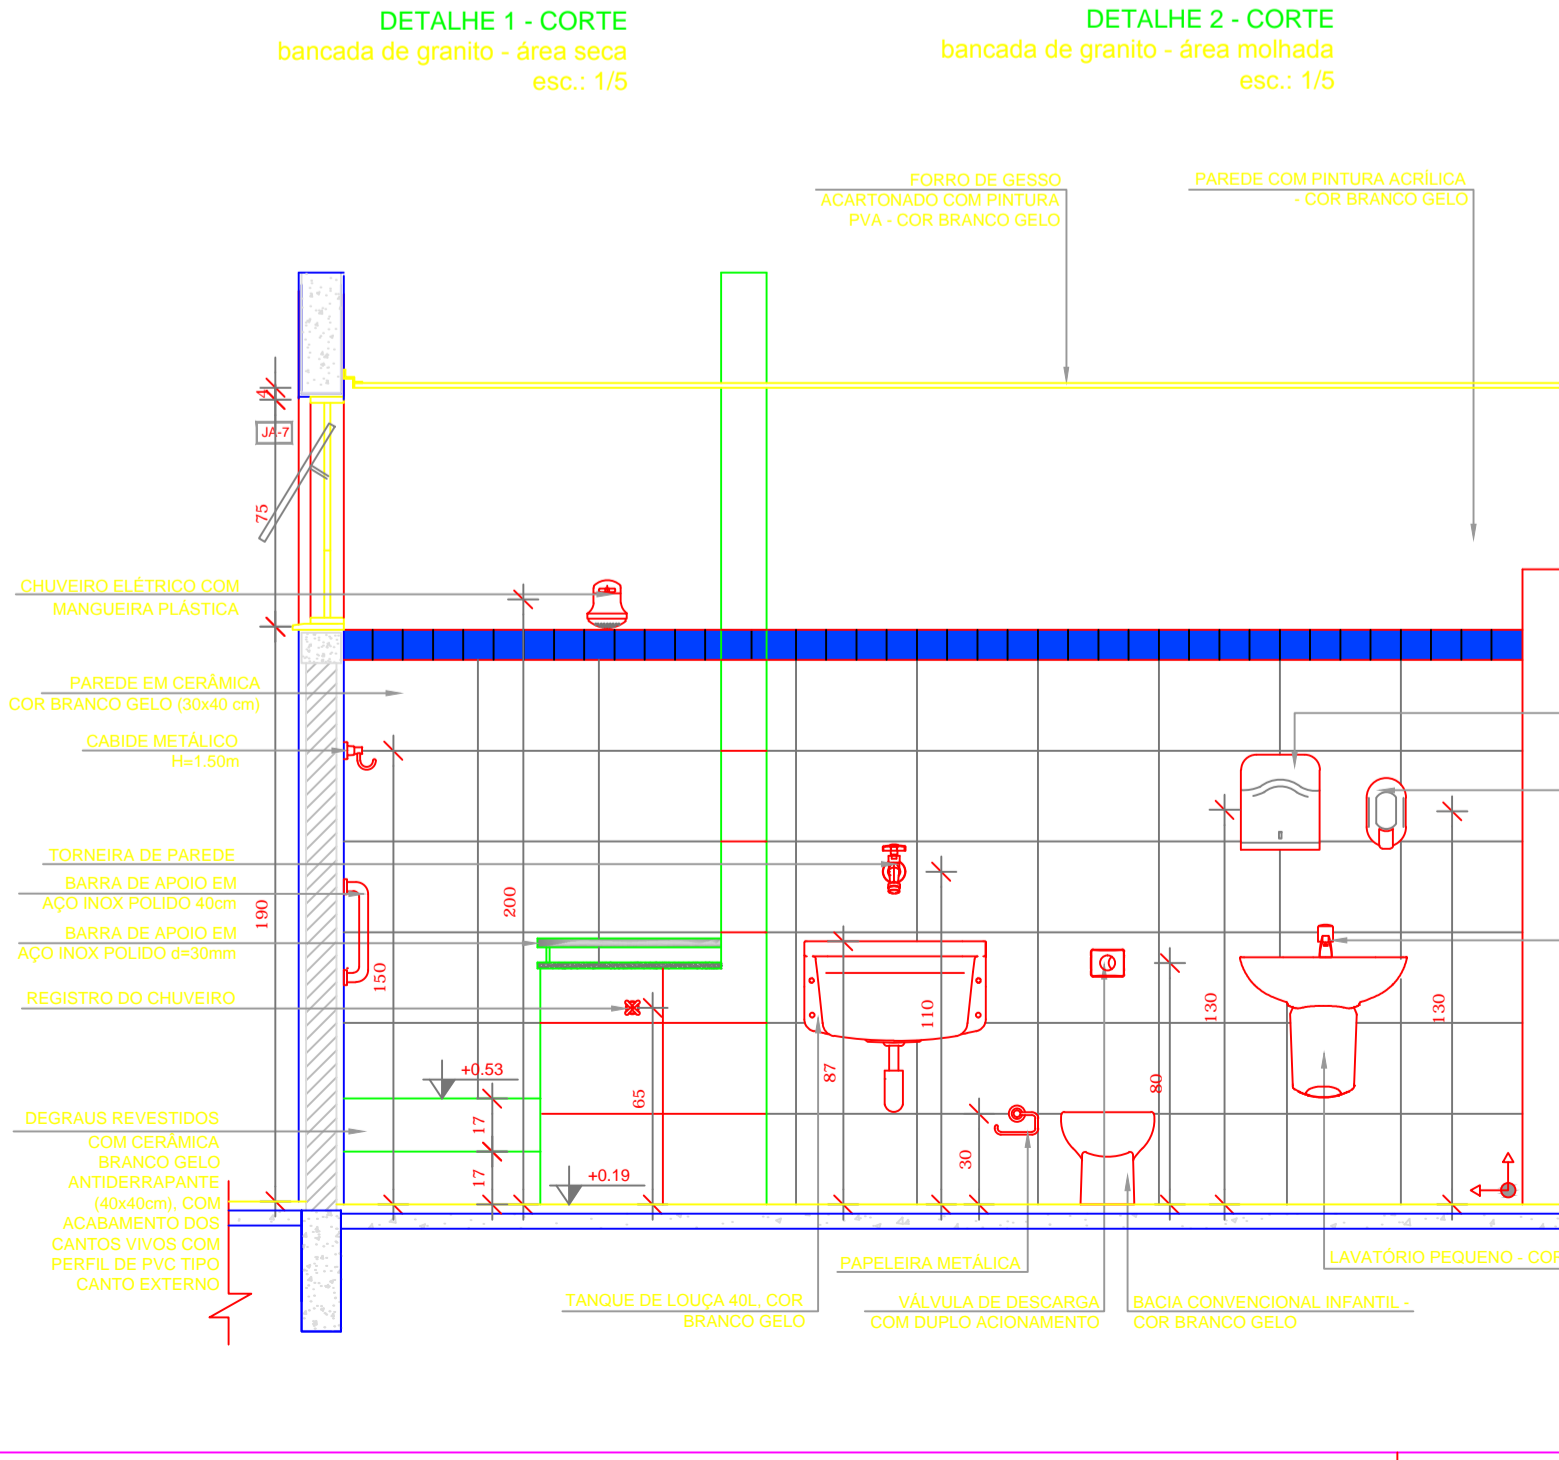 DETALHE 1 - CORTE
bancada de granito - área seca
esc.: 1/5
DETALHE 2 - CORTE
bancada de granito - área molhada
esc.: 1/5
FORRO DE GESSO
ACARTONADO COM PINTURA
PVA - COR BRANCO GELO
PAREDE COM PINTURA ACRÍLICA
- COR BRANCO GELO
4
JA-7
75
CHUVEIRO ELÉTRICO COM
MANGUEIRA PLÁSTICA
PAREDE EM CERÂMICA
COR BRANCO GELO (30x40 cm)
CABIDE METÁLICO
H=1.50m
TORNEIRA DE PAREDE
BARRA DE APOIO EM
AÇO INOX POLIDO 40cm
BARRA DE APOIO EM
AÇO INOX POLIDO d=30mm
REGISTRO DO CHUVEIRO
190
150
200
+0.53
17
17
65
+0.19
87
110
30
80
130
130
DEGRAUS REVESTIDOS
COM CERÂMICA
BRANCO GELO
ANTIDERRAPANTE
(40x40cm), COM
ACABAMENTO DOS
CANTOS VIVOS COM
PERFIL DE PVC TIPO
CANTO EXTERNO
PAPELEIRA METÁLICA
LAVATÓRIO PEQUENO - COR
TANQUE DE LOUÇA 40L, COR
BRANCO GELO
VÁLVULA DE DESCARGA
COM DUPLO ACIONAMENTO
BACIA CONVENCIONAL INFANTIL -
COR BRANCO GELO